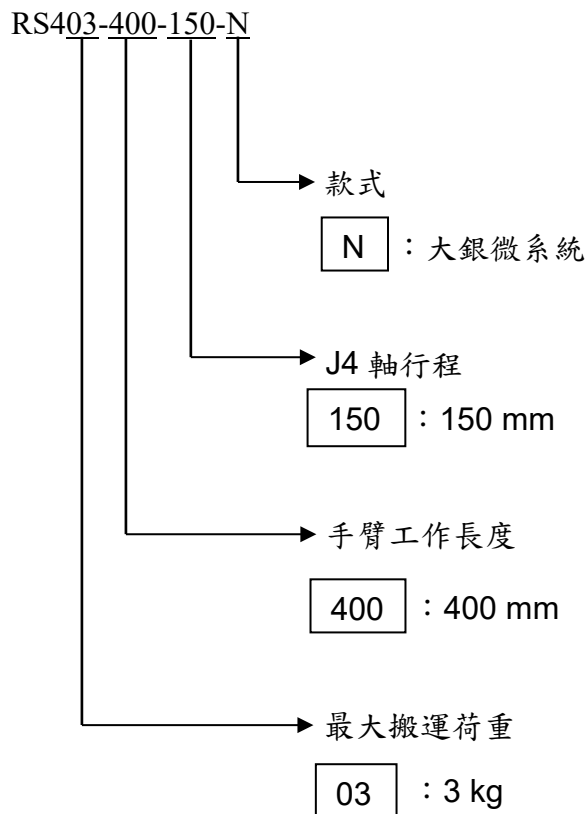 RS403-400-150-N
款式
N：大銀微系統
J4 軸行程
150：150 mm
手臂工作長度
400：400 mm
最大搬運荷重
03：3 kg